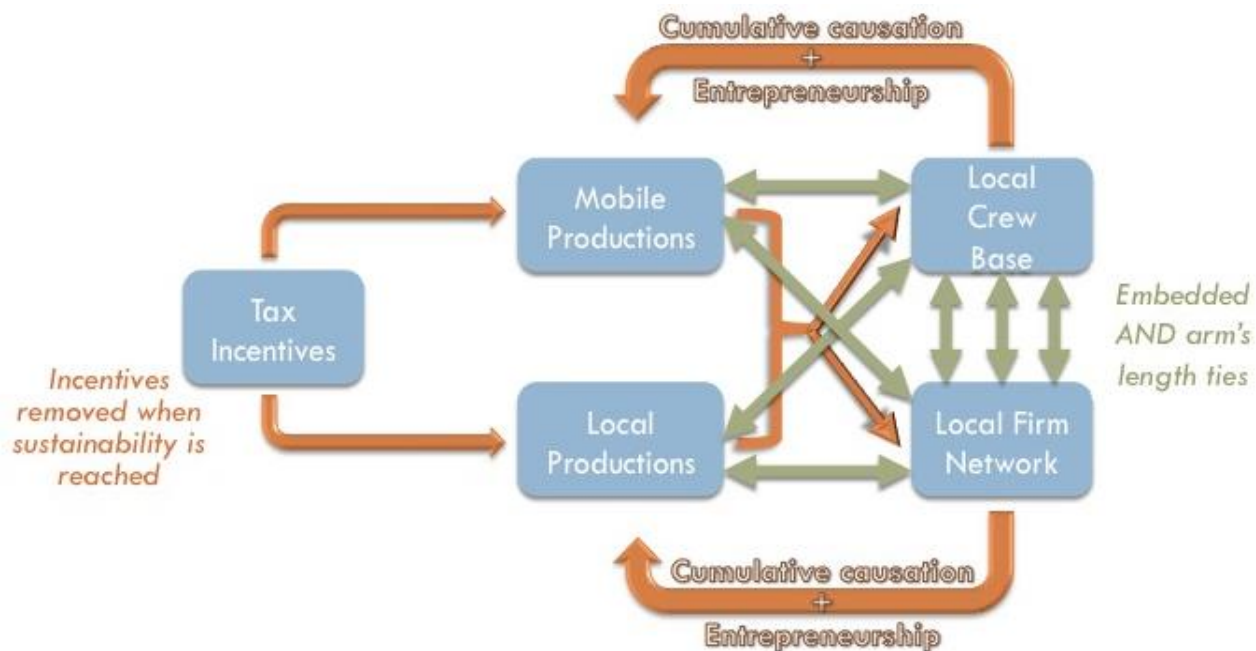 Cumulative causation
+
Entrepreneurship
Mobile
Productions
Local
Crew
Base
Tax
Incentives
Embedded
AND arm's
length ties
Incentives
removed when
sustainability is
reached
Local
Productions
Local Firm
Network
Cumulative causation
+
Entrepreneurship